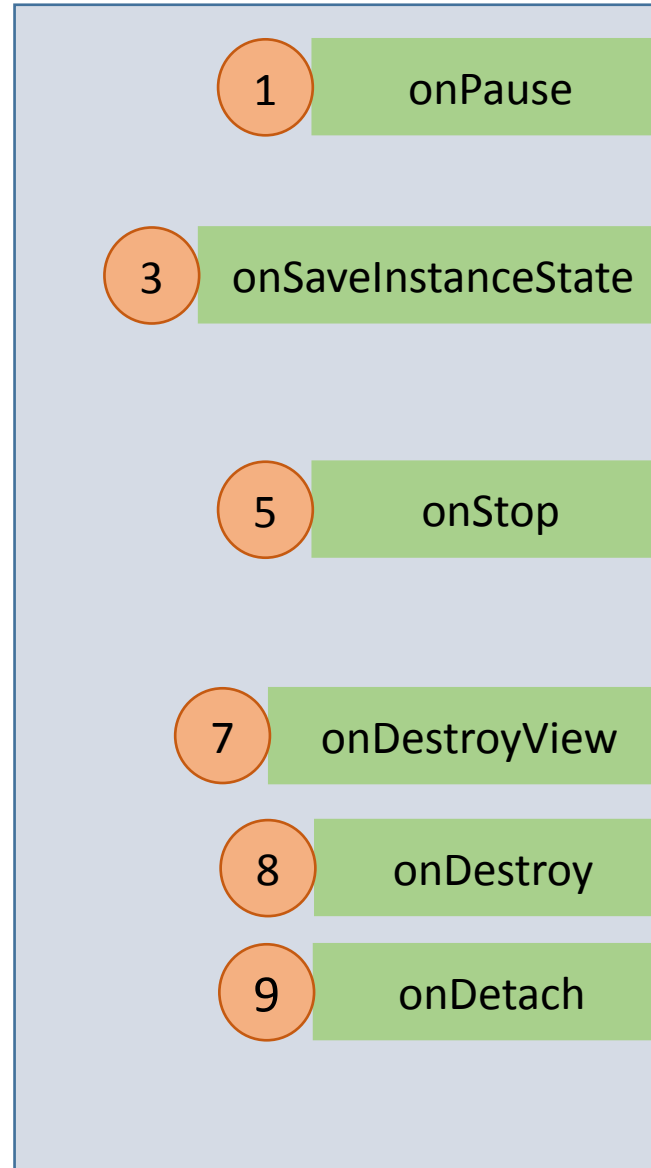 1 onPause
3 onSaveInstanceState
5 onStop
7 onDestroyView
8 onDestroy
9 onDetach